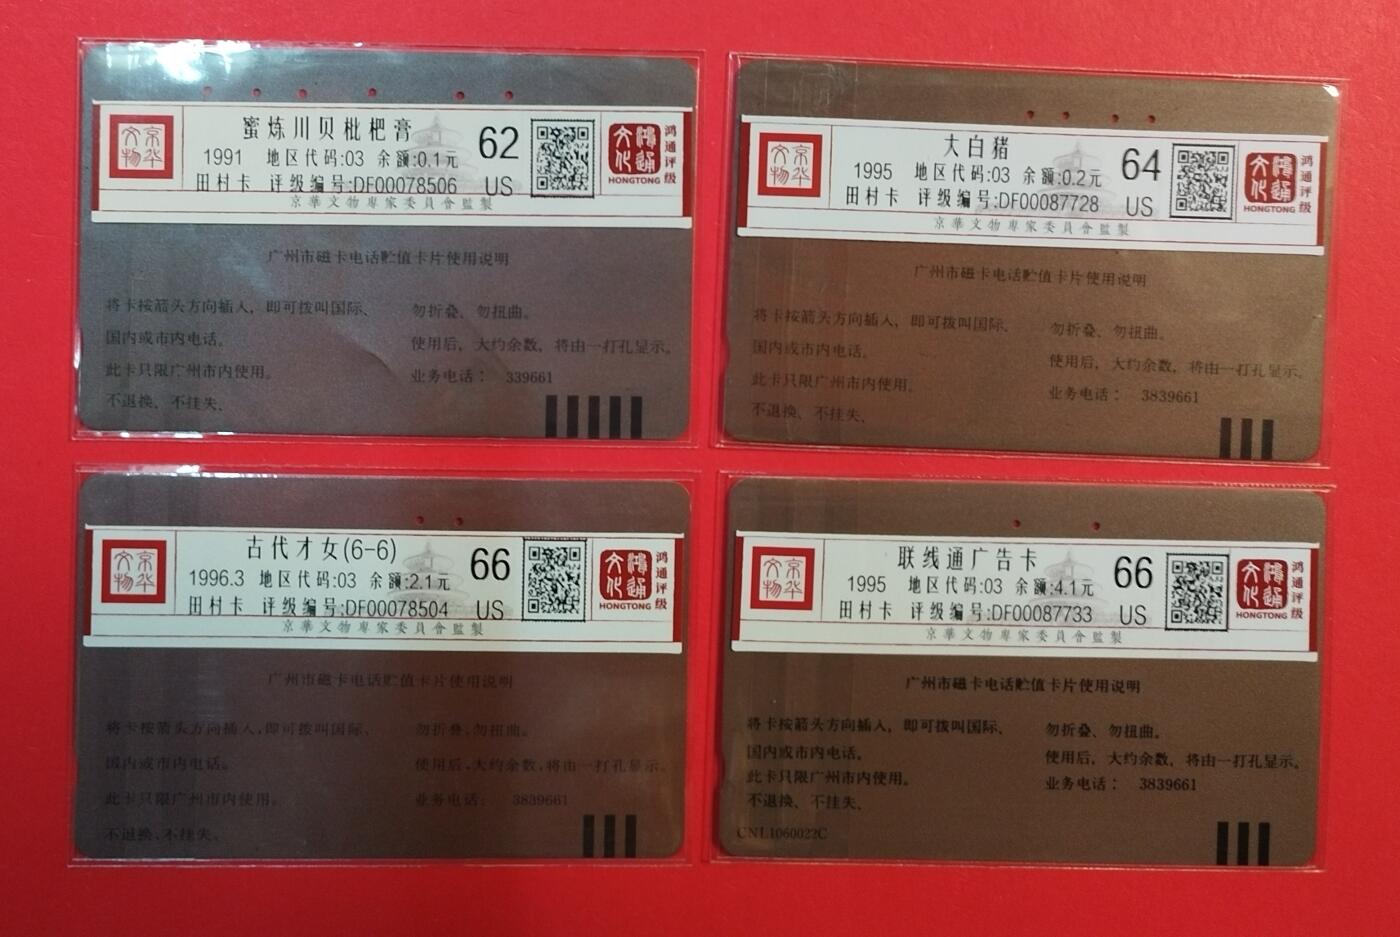 京华
文物
蜜炼川贝枇杷膏
1991 地区代码:03 余额:0.1元
田村卡 评级编号:DF00078506
62
US
鸿通
文化
HONGTONG
鸿通评级
京華文物專家委員會監製
广州市磁卡电话贮值卡片使用说明
将卡按箭头方向插入，即可拨叫国际、
国内或市内电话。
此卡只限广州市内使用。
不退换、不挂失、
勿折叠、勿扭曲。
使用后，大约余数，将由一打孔显示。
业务电话： 339661
京华
文物
大白猪
1995 地区代码:03 余额:0.2元
田村卡 评级编号:DF00087728
64
US
鸿通
文化
HONGTONG
鸿通评级
京華文物專家委員會監製
广州市磁卡电话贮值卡片使用说明
将卡按箭头方向插入，即可拨叫国际、
国内或市内电话。
此卡只限广州市内使用。
不退换、不挂失、
勿折叠、勿扭曲。
使用后，大约余数，将由一打孔显示。
业务电话： 3839661
京华
文物
古代才女(6-6)
1996.3 地区代码:03 余额:2.1元
田村卡 评级编号:DF00078504
66
US
鸿通
文化
HONGTONG
鸿通评级
京華文物專家委員會監製
广州市磁卡电话贮值卡片使用说明
将卡按箭头方向插入,即可拨叫国际、
国内或市内电话。
此卡只限广州市内使用。
不退换、不挂失、
勿折叠,勿扭曲。
使用后,大约余数,将由一打孔显示。
业务电话: 3839661
京华
文物
联线通广告卡
1995 地区代码:03 余额:4.1元
田村卡 评级编号:DF00087733
66
US
鸿通
文化
HONGTONG
鸿通评级
京華文物專家委員會監製
广州市磁卡电话贮值卡片使用说明
将卡按箭头方向插入，即可拨叫国际、
国内或市内电话。
此卡只限广州市内使用。
不退换、不挂失、
CNL1060022C
勿折叠、勿扭曲。
使用后，大约余数，将由一打孔显示。
业务电话： 3839661